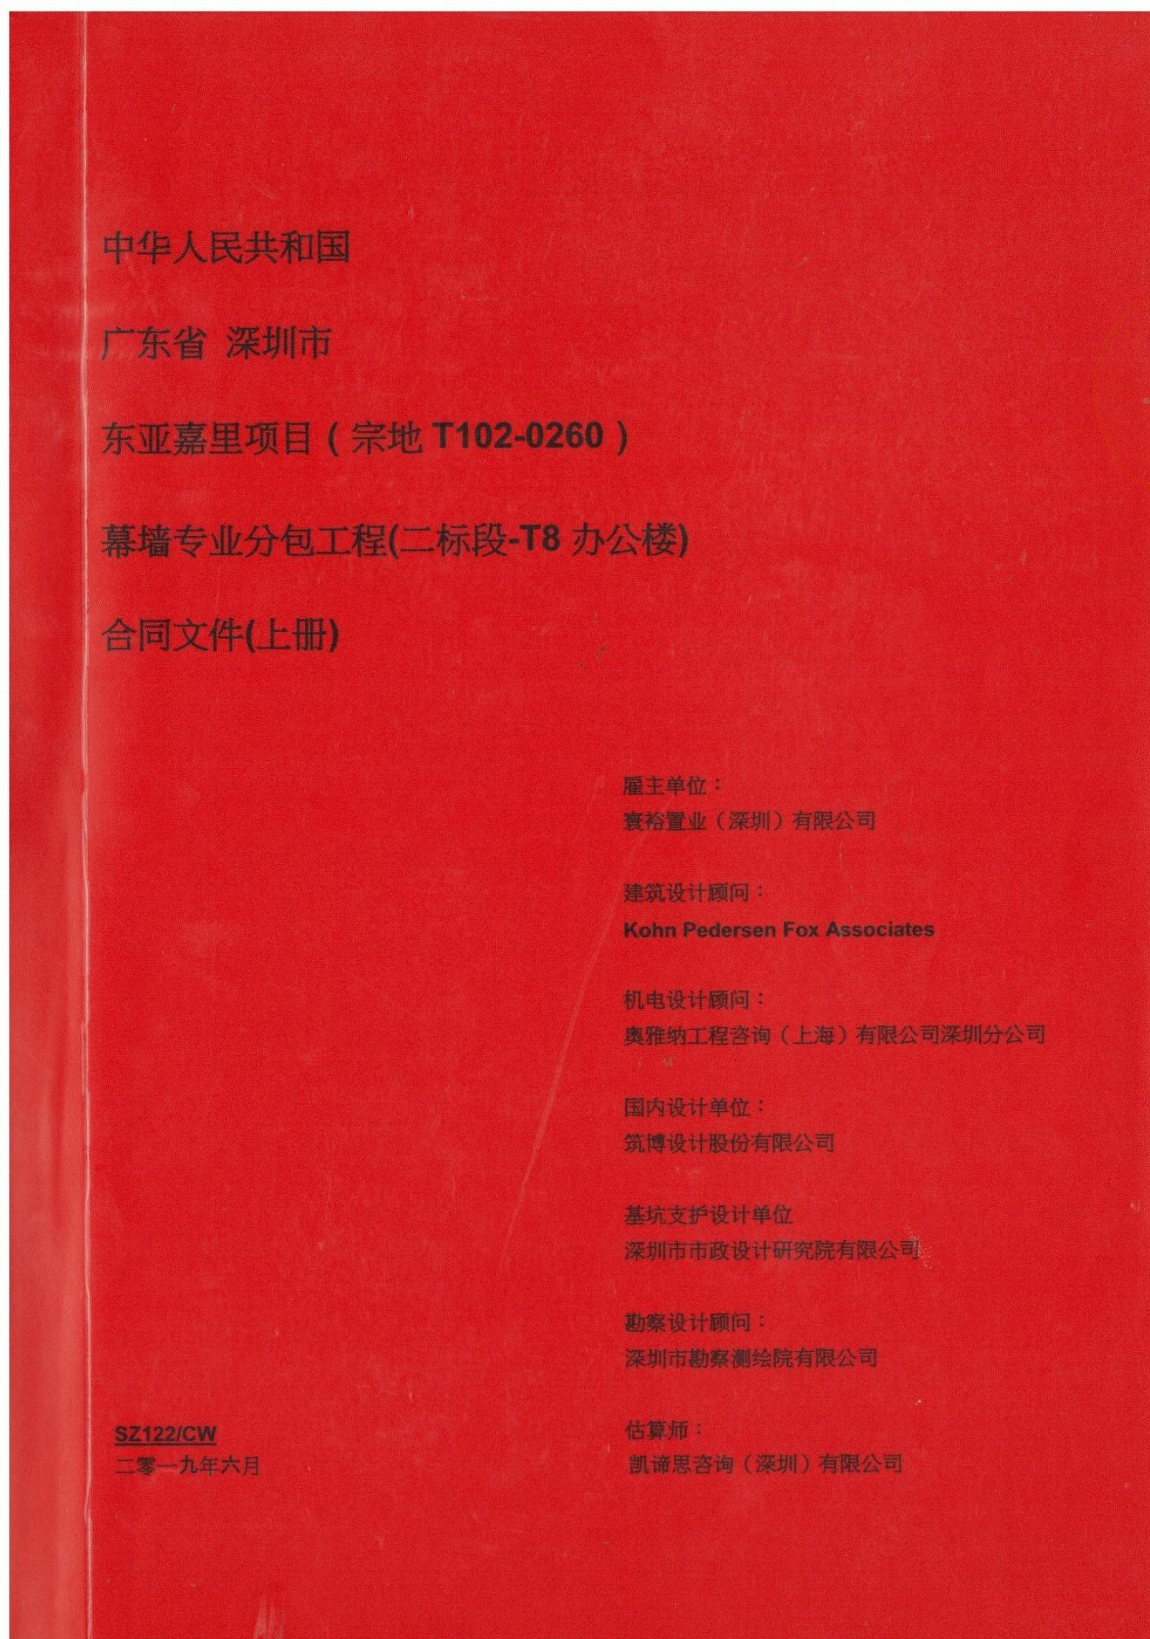 中华人民共和国
广东省 深圳市
东亚嘉里项目（宗地 T102-0260）
幕墙专业分包工程(二标段-T8 办公楼)
合同文件(上册)
雇主单位：
寰裕置业（深圳）有限公司
建筑设计顾问：
Kohn Pedersen Fox Associates
机电设计顾问：
奥雅纳工程咨询（上海）有限公司深圳分公司
国内设计单位：
筑博设计股份有限公司
基坑支护设计单位
深圳市市政设计研究院有限公司
勘察设计顾问：
深圳市勘察测绘院有限公司
估算师：
凯谛思咨询（深圳）有限公司
SZ122/CW
二零一九年六月